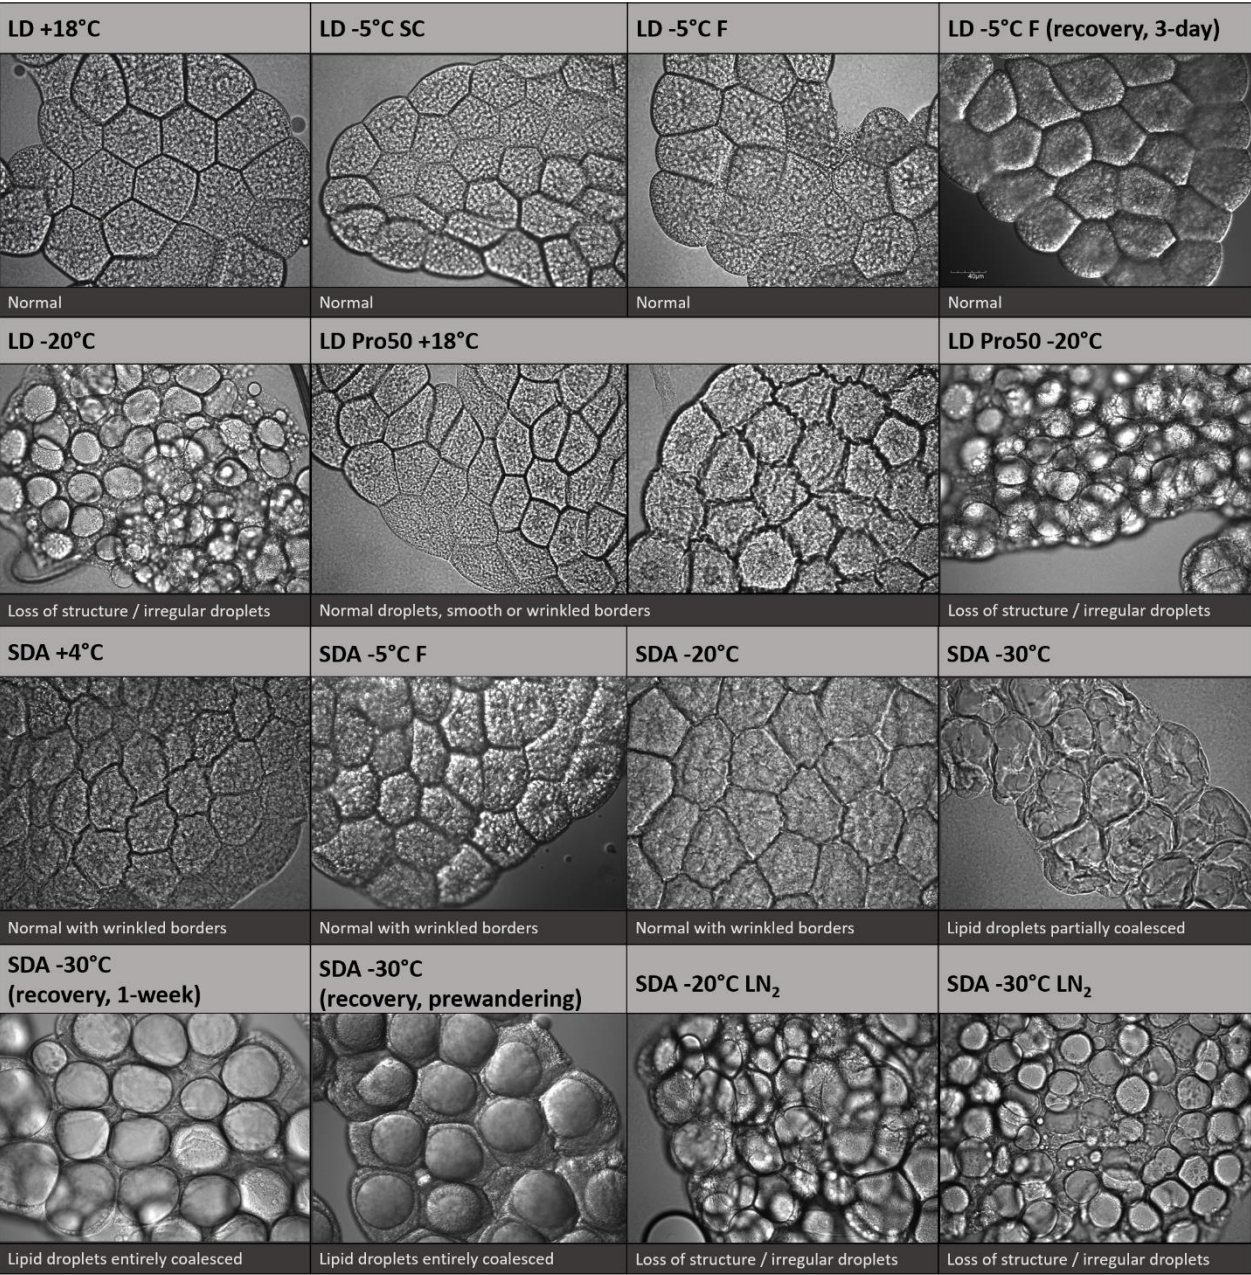 LD +18°C
LD -5°C SC
LD -5°C F
LD -5°C F (recovery, 3-day)
40µm
Normal
Normal
Normal
Normal
LD -20°C
LD Pro50 +18°C
LD Pro50 -20°C
Loss of structure / irregular droplets
Normal droplets, smooth or wrinkled borders
Loss of structure / irregular droplets
SDA +4°C
SDA -5°C F
SDA -20°C
SDA -30°C
Normal with wrinkled borders
Normal with wrinkled borders
Normal with wrinkled borders
Lipid droplets partially coalesced
SDA -30°C
(recovery, 1-week)
SDA -30°C
(recovery, prewandering)
SDA -20°C LN₂
SDA -30°C LN₂
Lipid droplets entirely coalesced
Lipid droplets entirely coalesced
Loss of structure / irregular droplets
Loss of structure / irregular droplets